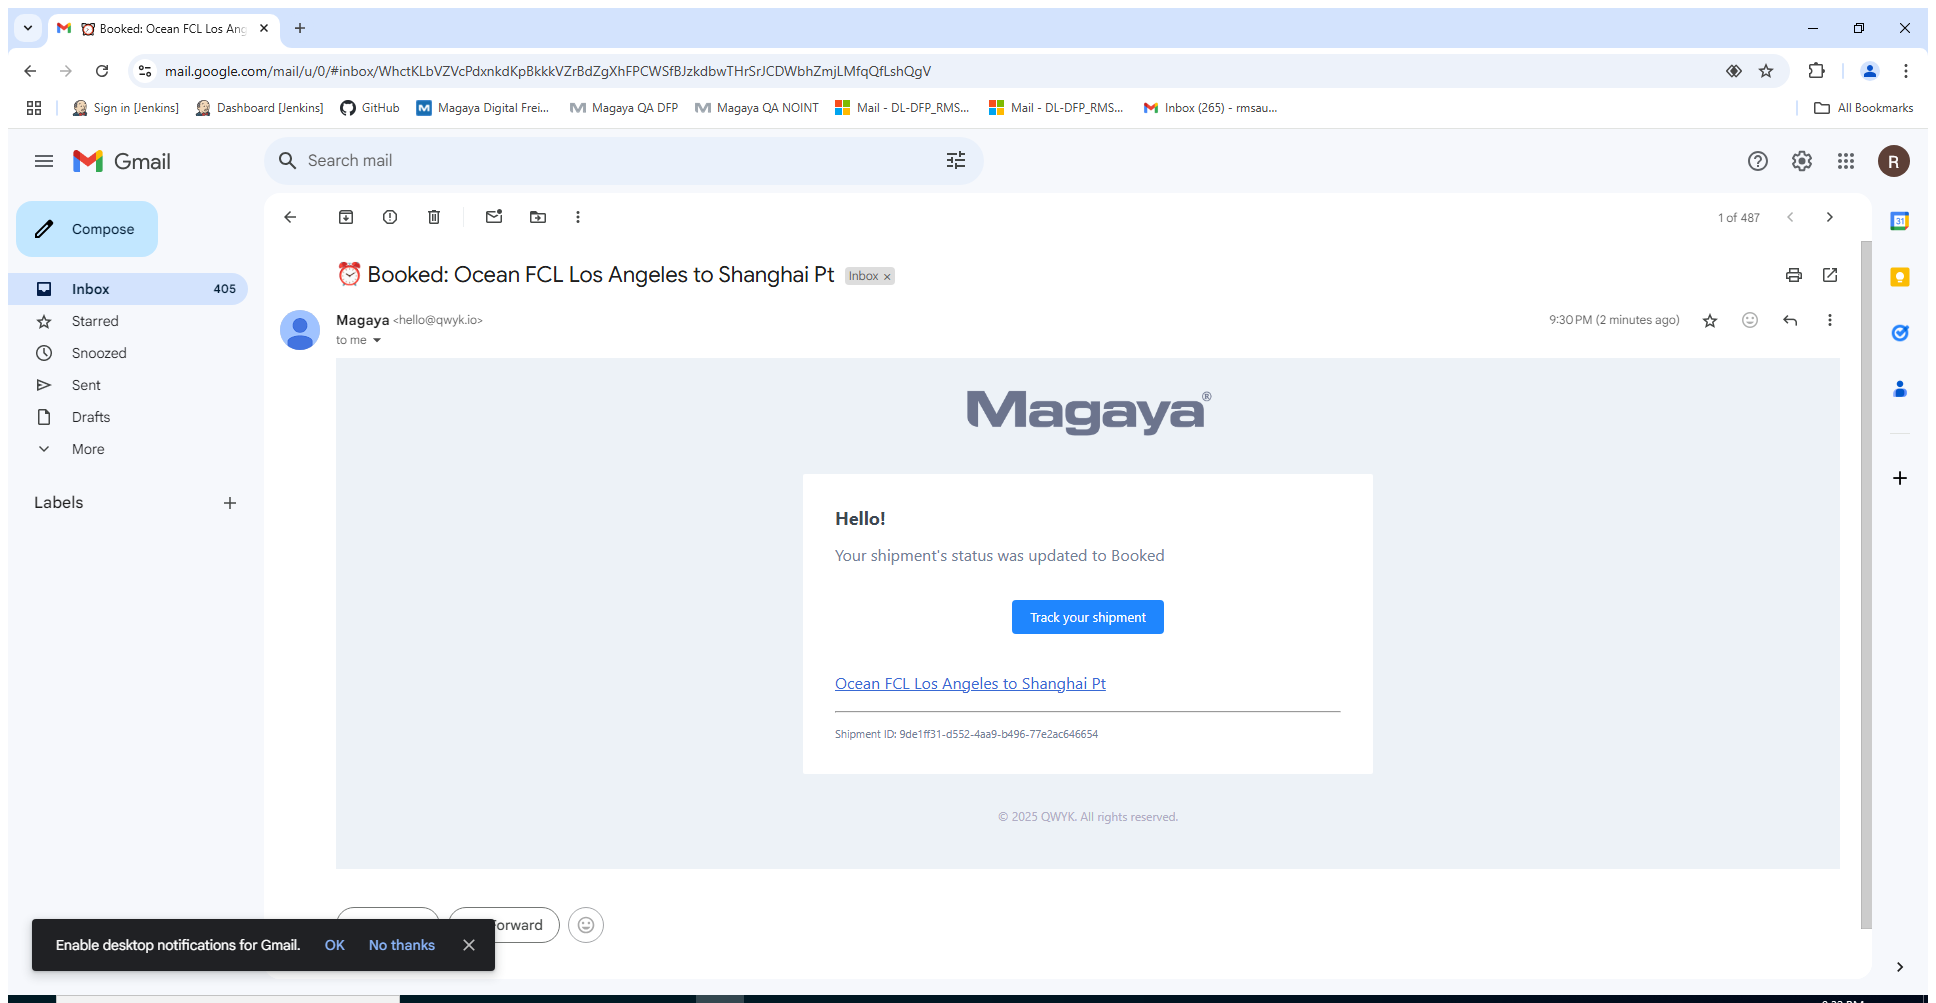 Booked: Ocean FCL Los Ang
mail.google.com/mail/u/0/#inbox/WhctKLbVZVcPdxnkdKpBkkkVZrBdZgXhFPCWSfBJzkdbwTHrSrJCDWbhZmjLMfqQfLshQgV
Sign in [Jenkins] Dashboard [Jenkins] GitHub Magaya Digital Frei... Magaya QA DFP Magaya QA NOINT Mail - DL-DFP_RMS... Mail - DL-DFP_RMS... Inbox (265) - rmsau... All Bookmarks
Gmail
Search mail
R
Compose
1 of 487
Inbox 405
Starred
Snoozed
Sent
Drafts
More
Labels
Booked: Ocean FCL Los Angeles to Shanghai Pt Inbox ×
Magaya <hello@qwyk.io>
9:30 PM (2 minutes ago)
to me
Magaya®
Hello!
Your shipment's status was updated to Booked
Track your shipment
Ocean FCL Los Angeles to Shanghai Pt
Shipment ID: 9de1ff31-d552-4aa9-b496-77e2ac646654
© 2025 QWYK. All rights reserved.
31
Forward
Enable desktop notifications for Gmail. OK No thanks